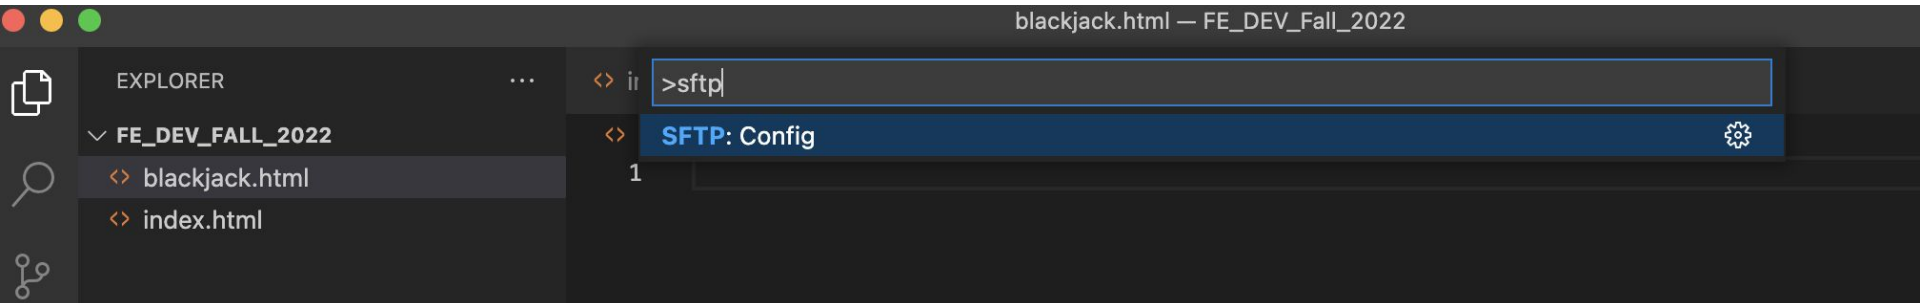 blackjack.html — FE_DEV_Fall_2022
EXPLORER
>sftp
FE_DEV_FALL_2022
SFTP: Config
blackjack.html
1
index.html